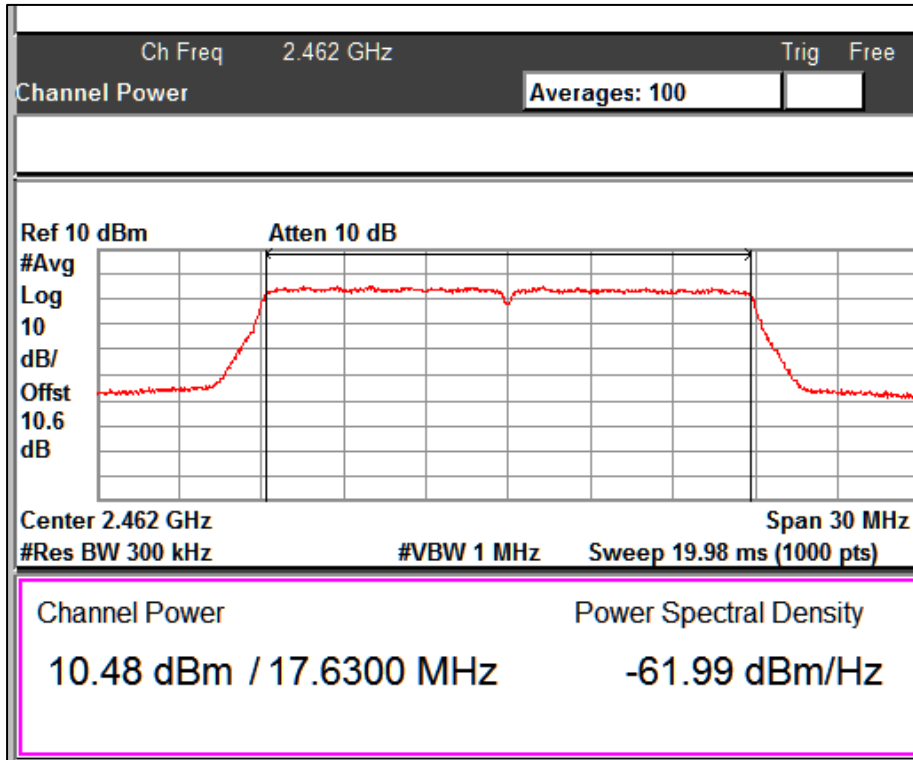 Ch Freq 2.462 GHz Trig Free
Channel Power Averages: 100
Ref 10 dBm Atten 10 dB
#Avg
Log
10
dB/
Offst
10.6
dB
Center 2.462 GHz Span 30 MHz
#Res BW 300 kHz #VBW 1 MHz Sweep 19.98 ms (1000 pts)
Channel Power Power Spectral Density
10.48 dBm / 17.6300 MHz -61.99 dBm/Hz